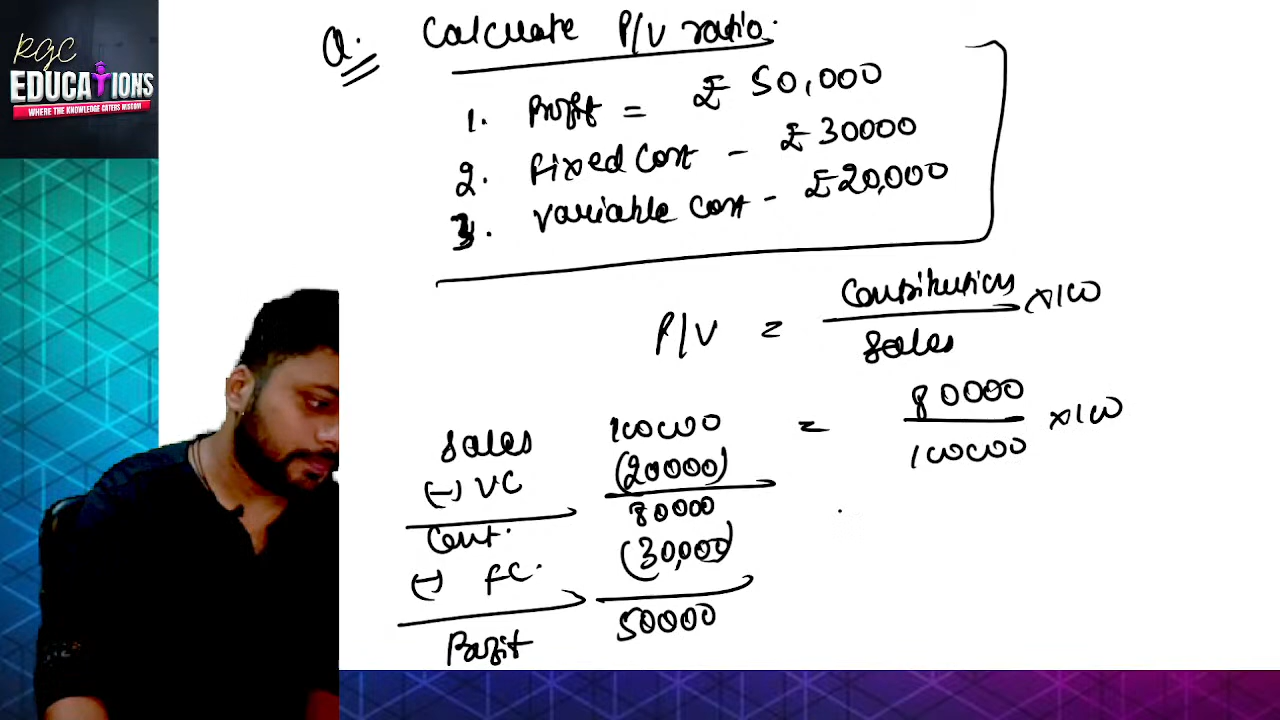 RGC
EDUCATIONS
WHERE THE KNOWLEDGE CATERS WISDOM
Q. Calculate P/V ratio.
1. Profit = £ 50,000
2. Fixed Cost - £ 30000
3. Variable Cost - £ 20,000
P/V = Contribution / Sales ×100
= 80000 / 100000 ×100
Sales 100000
(-) VC (20000)
Cont. 80000
(-) FC. (30,000)
Profit 50000